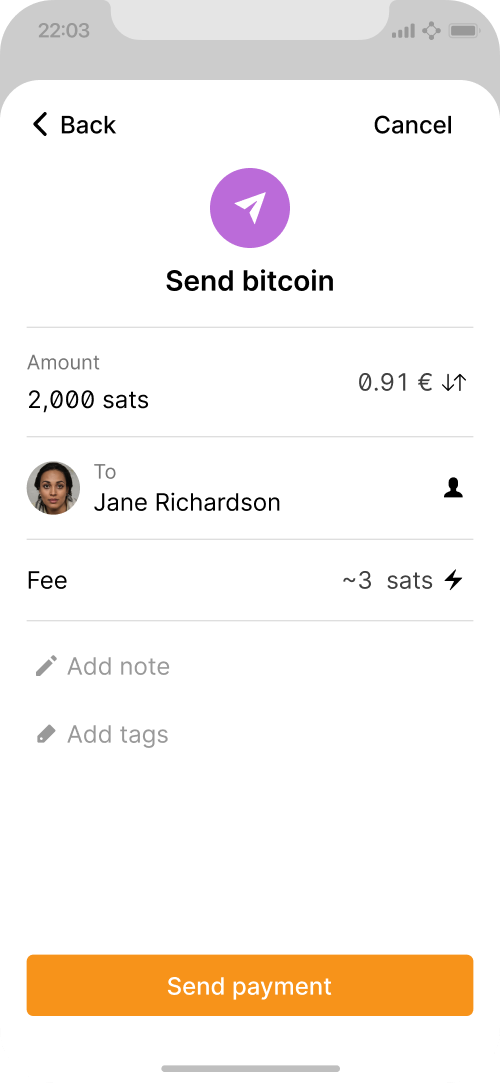 22:03
Back
Cancel
Send bitcoin
Amount
2,000 sats
0.91 €
To
Jane Richardson
Fee
~3 sats
Add note
Add tags
Send payment